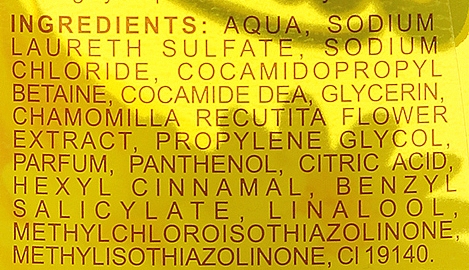 INGREDIENTS: AQUA, SODIUM
LAURETH SULFATE, SODIUM
CHLORIDE, COCAMIDOPROPYL
BETAINE, COCAMIDE DEA, GLYCERIN,
CHAMOMILLA RECUTITA FLOWER
EXTRACT, PROPYLENE GLYCOL,
PARFUM, PANTHENOL, CITRIC ACID,
HEXYL CINNAMAL, BENZYL
SALICYLATE, LINALOOL,
METHYLCHLOROISOTHIAZOLINONE,
METHYLISOTHIAZOLINONE, CI 19140.